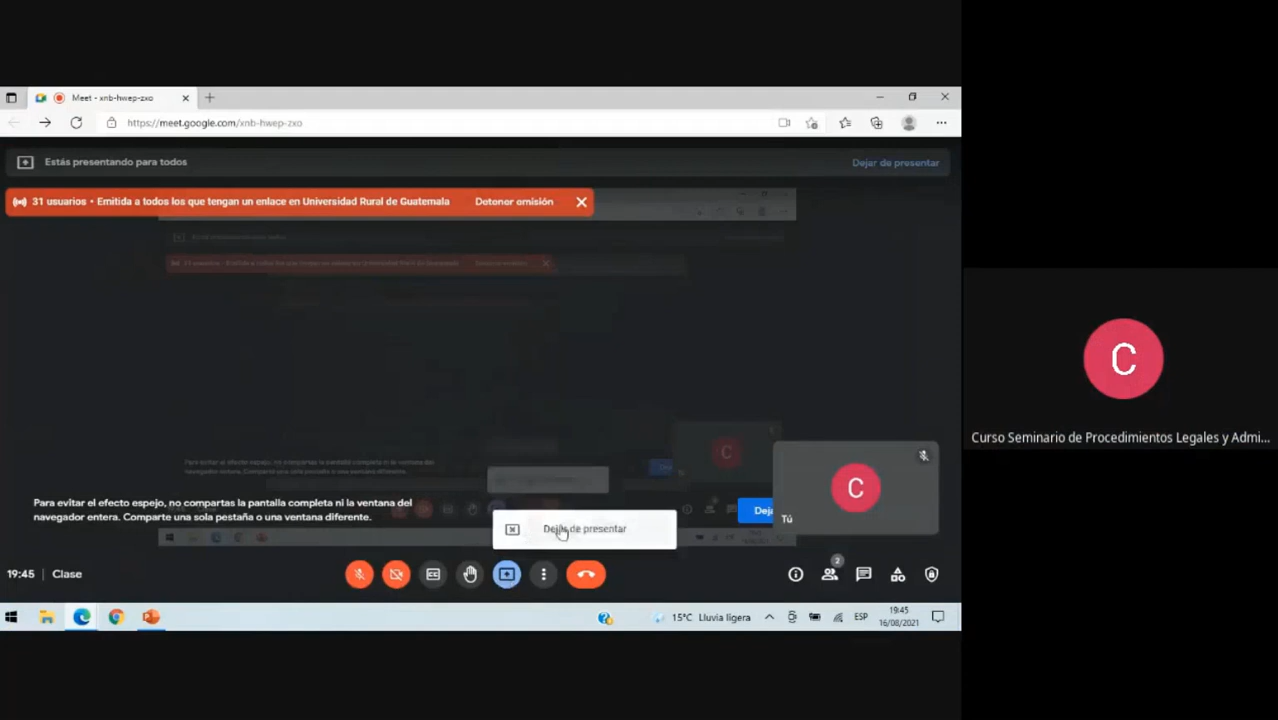 Meet - xnb-hwep-zxo
https://meet.google.com/xnb-hwep-zxo
Estás presentando para todos
Dejar de presentar
31 usuarios • Emitida a todos los que tengan un enlace en Universidad Rural de Guatemala
Detener emisión
C
C
Curso Seminario de Procedimientos Legales y Admi...
Para evitar el efecto espejo, no compartas la pantalla completa ni la ventana del
navegador entera. Comparte una sola pestaña o una ventana diferente.
Deja
Tú
Dejas de presentar
19:45 | Clase
2
15°C Lluvia ligera
ESP
19:45
16/08/2021